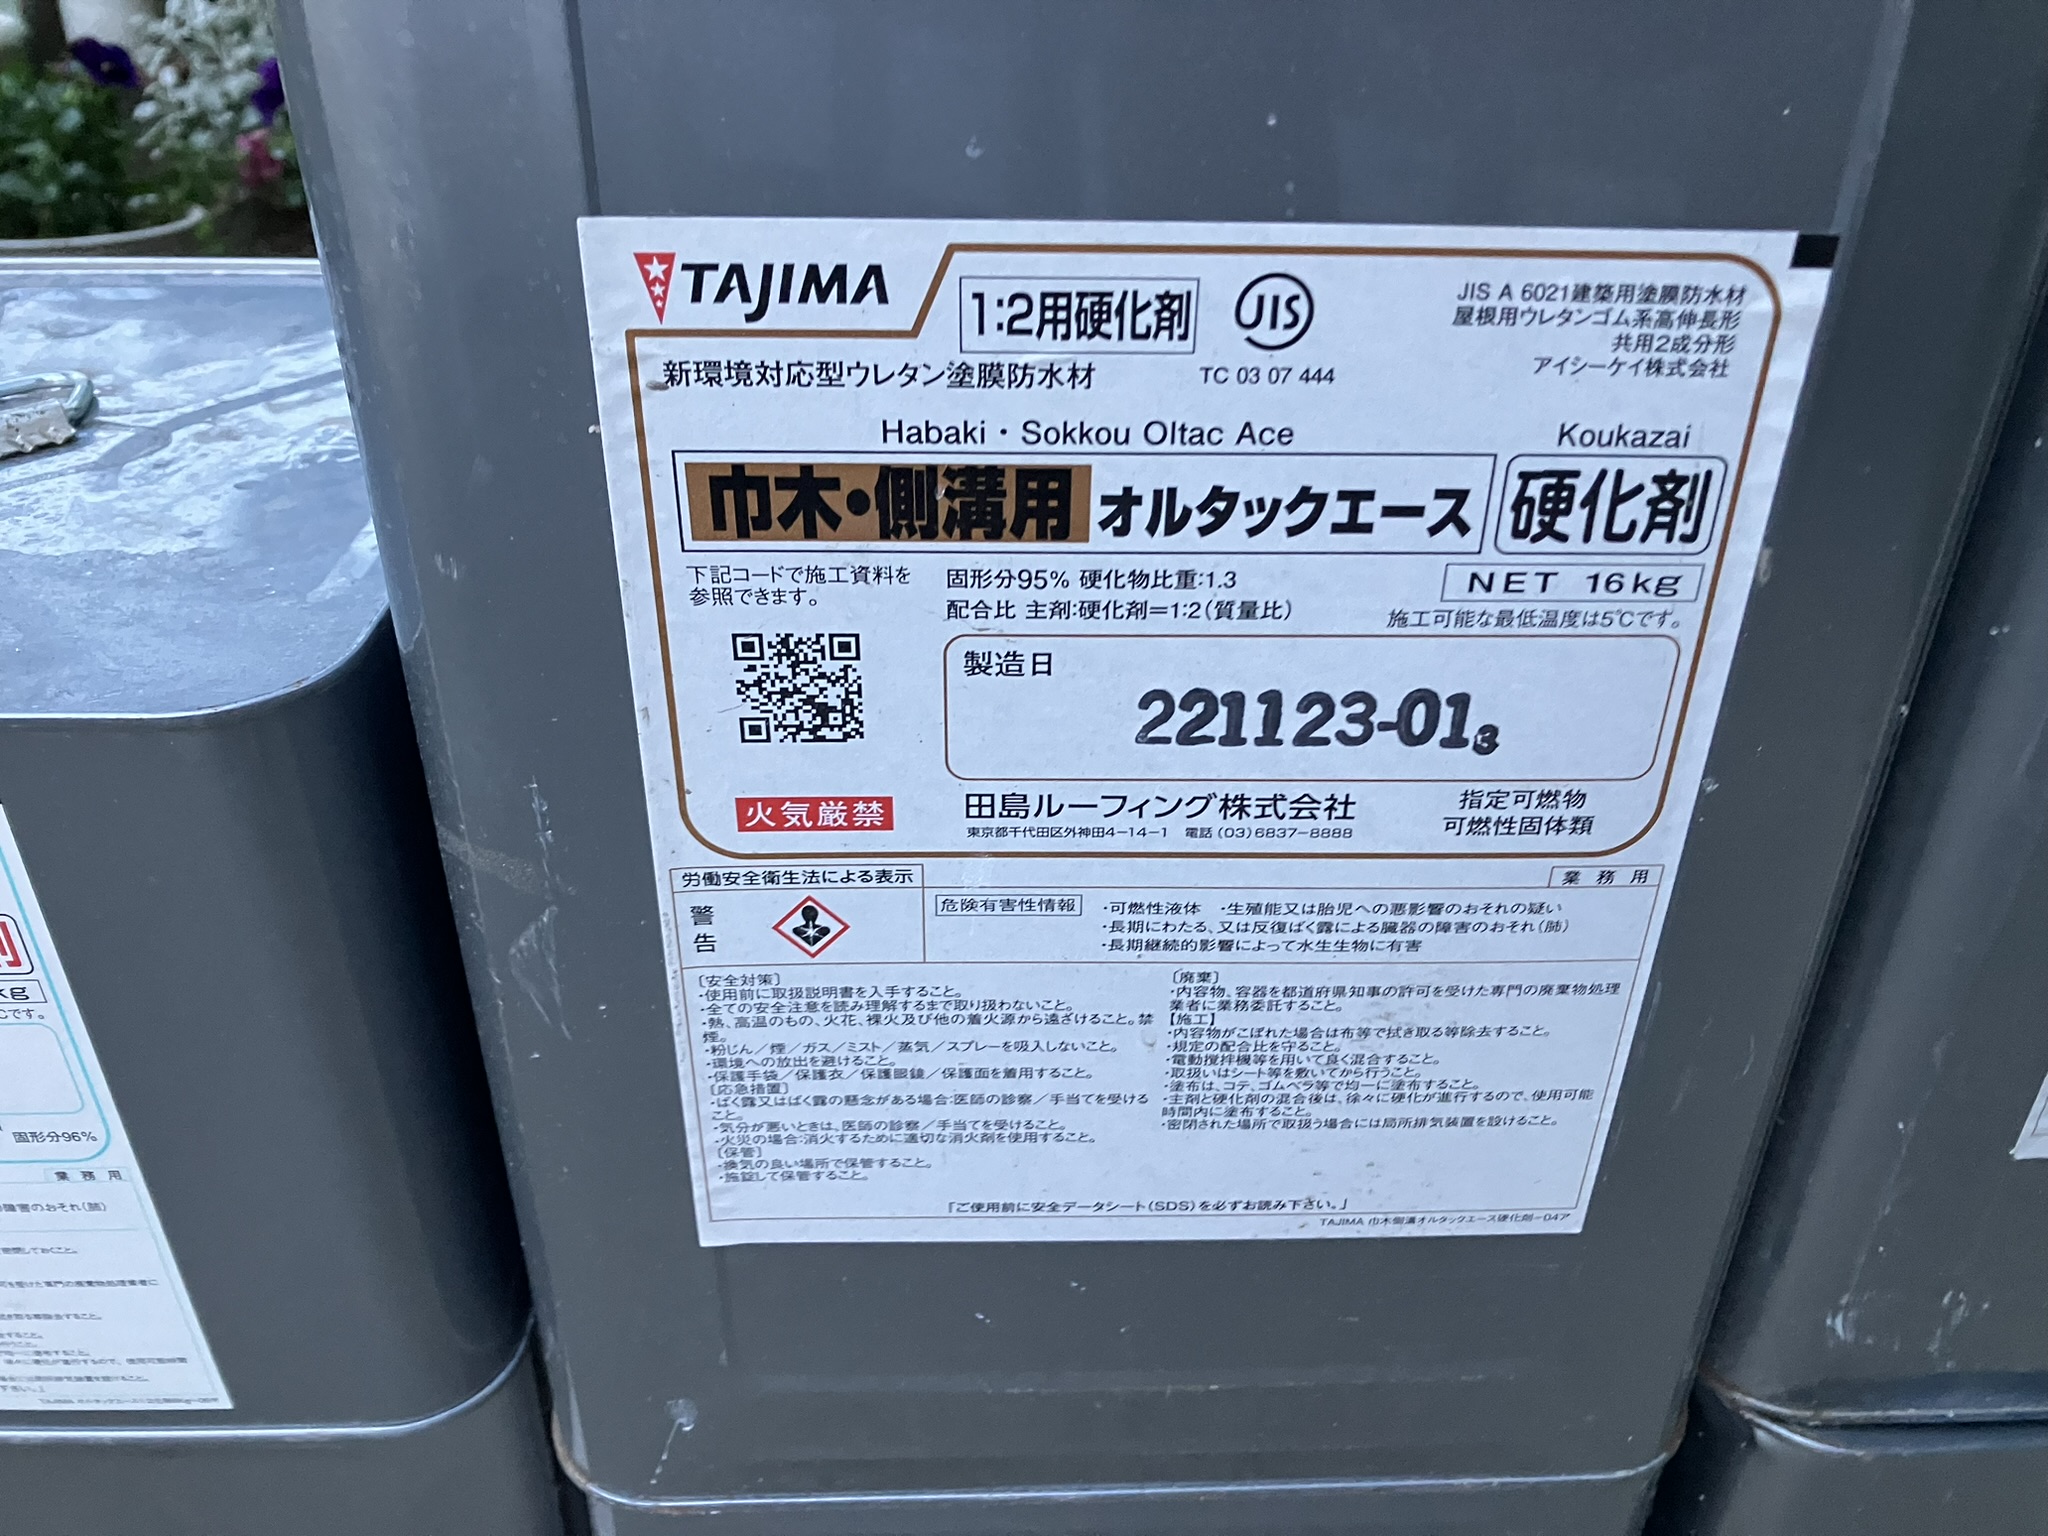 TAJIMA
1:2用硬化剤
JIS
TC 03 07 444
JIS A 6021建築用塗膜防水材
屋根用ウレタンゴム系高伸長形
共用2成分形
アイシーケイ株式会社
新環境対応型ウレタン塗膜防水材
Habaki・Sokkou Oltac Ace
Koukazai
巾木・側溝用 オルタックエース
硬化剤
下記コードで施工資料を
参照できます。
固形分95% 硬化物比重:1.3
配合比 主剤:硬化剤=1:2(質量比)
NET 16kg
施工可能な最低温度は5℃です。
製造日
221123-01 3
火気厳禁
田島ルーフィング株式会社
東京都千代田区外神田4-14-1 電話(03)6837-8888
指定可燃物
可燃性固体類
労働安全衛生法による表示
業務用
警告
危険有害性情報
・可燃性液体 ・生殖能又は胎児への悪影響のおそれの疑い
・長期にわたる、又は反復ばく露による臓器の障害のおそれ(肺)
・長期継続的影響によって水生生物に有害
〔安全対策〕
・使用前に取扱説明書を入手すること。
・全ての安全注意を読み理解するまで取り扱わないこと。
・熱、高温のもの、火花、裸火及び他の着火源から遠ざけること。禁
煙。
・粉じん/煙/ガス/ミスト/蒸気/スプレーを吸入しないこと。
・環境への放出を避けること。
・保護手袋/保護衣/保護眼鏡/保護面を着用すること。
〔応急措置〕
・ばく露又はばく露の懸念がある場合:医師の診察/手当てを受ける
こと。
・気分が悪いときは、医師の診察/手当てを受けること。
・火災の場合:消火するために適切な消火剤を使用すること。
〔保管〕
・換気の良い場所で保管すること。
・施錠して保管すること。
〔廃棄〕
・内容物、容器を都道府県知事の許可を受けた専門の廃棄物処理
業者に業務委託すること。
【施工】
・内容物がこぼれた場合は布等で拭き取る等除去すること。
・規定の配合比を守ること。
・電動撹拌機等を用いて良く混合すること。
・取扱いはシート等を敷いてから行うこと。
・塗布は、コテ、ゴムベラ等で均一に塗布すること。
・主剤と硬化剤の混合後は、徐々に硬化が進行するので、使用可能
時間内に塗布すること。
・密閉された場所で取扱う場合には局所排気装置を設けること。
「ご使用前に安全データシート(SDS)を必ずお読み下さい。」
TAJIMA 巾木側溝オルタックエース硬化剤-04ア
剤
kg
℃です。
固形分96%
業務用
障害のおそれ(肺)